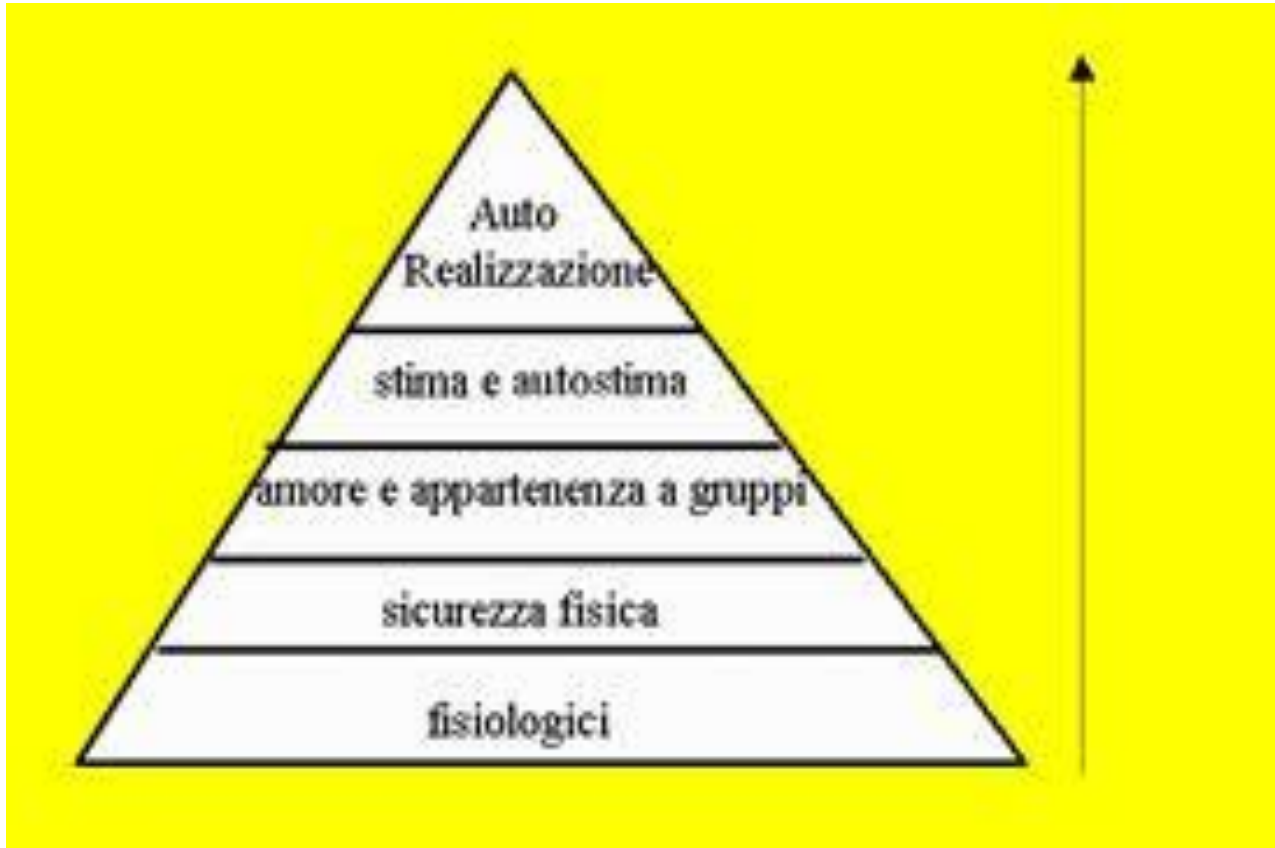 Auto
Realizzazione
stima e autostima
amore e appartenenza a gruppi
sicurezza fisica
fisiologici